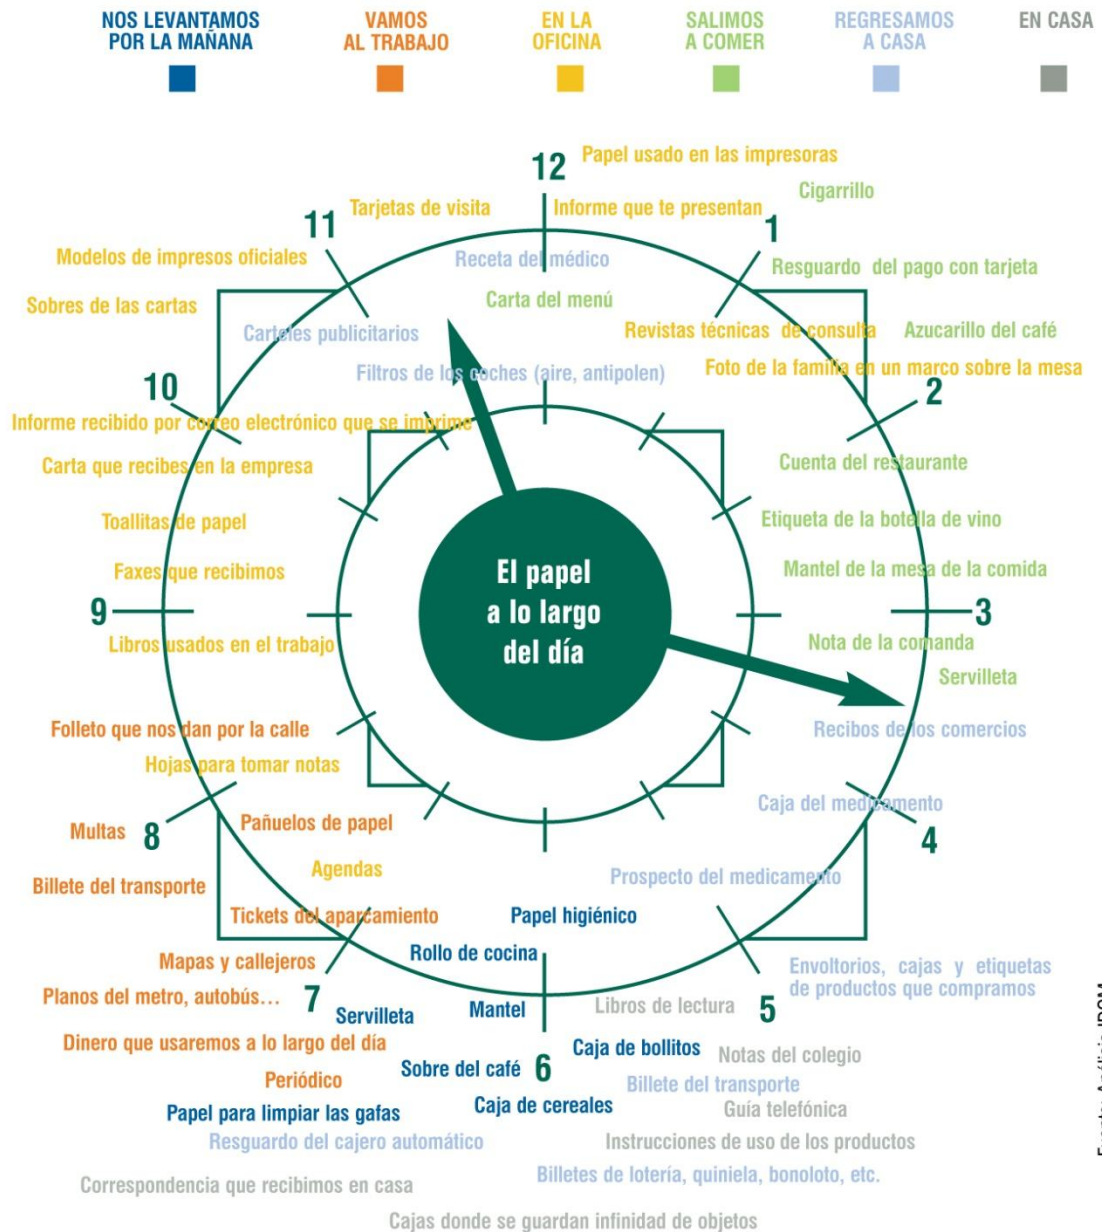 NOS LEVANTAMOS
POR LA MAÑANA
VAMOS
AL TRABAJO
EN LA
OFICINA
SALIMOS
A COMER
REGRESAMOS
A CASA
EN CASA
12
Papel usado en las impresoras
Cigarrillo
Tarjetas de visita
Informe que te presentan
11
1
Modelos de impresos oficiales
Receta del médico
Resguardo del pago con tarjeta
Sobres de las cartas
Carta del menú
Carteles publicitarios
Revistas técnicas de consulta
Azucarillo del café
Filtros de los coches (aire, antipolen)
Foto de la familia en un marco sobre la mesa
10
2
Informe recibido por correo electrónico que se imprime
Carta que recibes en la empresa
Cuenta del restaurante
Toallitas de papel
Etiqueta de la botella de vino
Faxes que recibimos
Mantel de la mesa de la comida
El papel
a lo largo
del día
9
3
Libros usados en el trabajo
Nota de la comanda
Servilleta
Folleto que nos dan por la calle
Recibos de los comercios
Hojas para tomar notas
Caja del medicamento
Multas
8
Pañuelos de papel
4
Agendas
Billete del transporte
Prospecto del medicamento
Tickets del aparcamiento
Papel higiénico
Rollo de cocina
Mapas y callejeros
Envoltorios, cajas y etiquetas
de productos que compramos
Planos del metro, autobús...
7
Servilleta
Mantel
Libros de lectura
5
Dinero que usaremos a lo largo del día
Sobre del café
6
Caja de bollitos
Notas del colegio
Periódico
Billete del transporte
Papel para limpiar las gafas
Caja de cereales
Guía telefónica
Resguardo del cajero automático
Instrucciones de uso de los productos
Correspondencia que recibimos en casa
Billetes de lotería, quiniela, bonoloto, etc.
Cajas donde se guardan infinidad de objetos
Fuente: Análisis IDOM